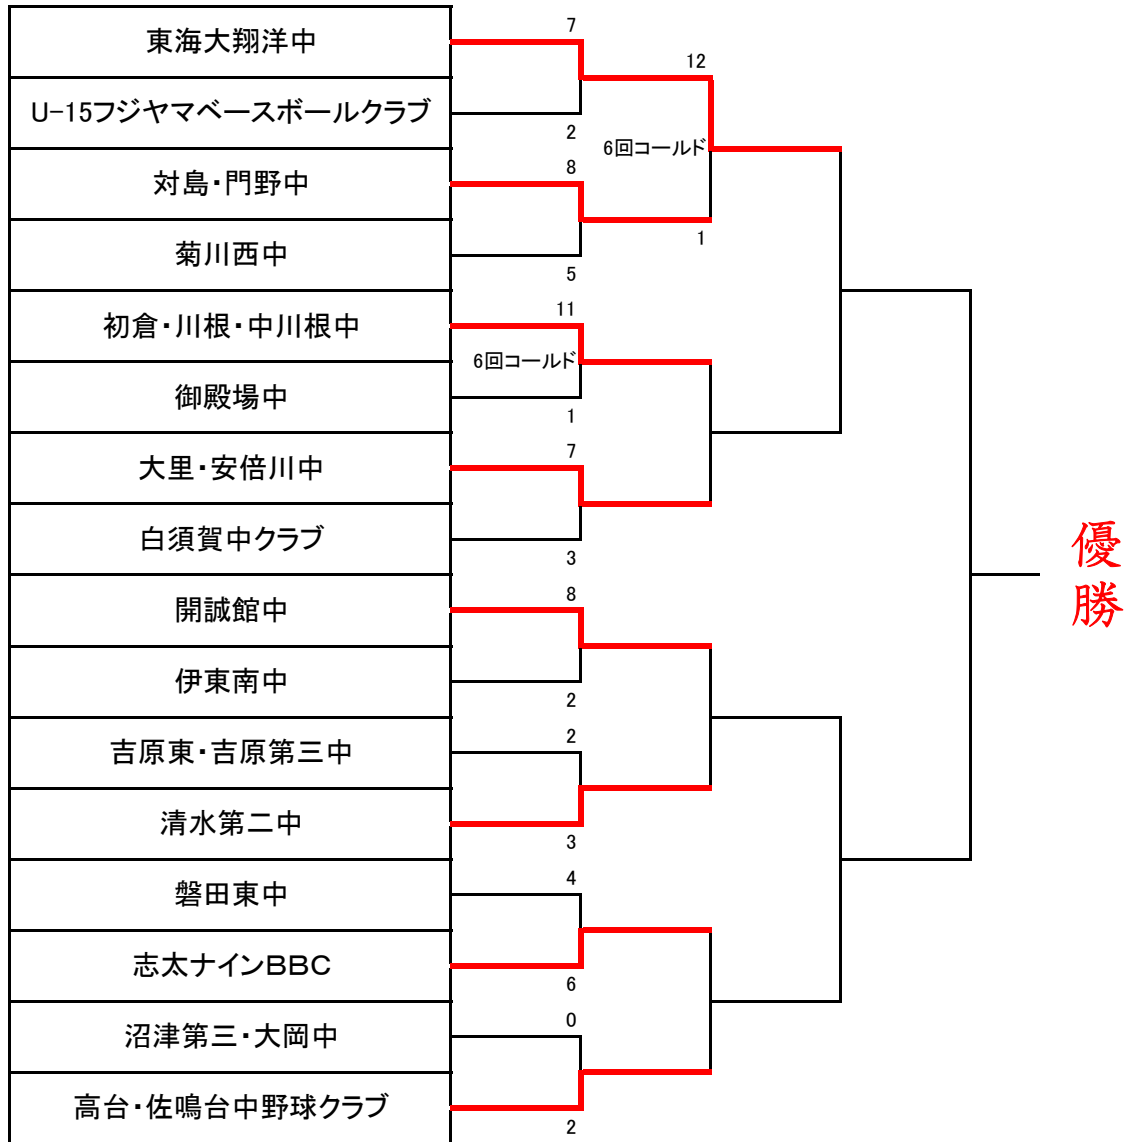 東海大翔洋中
7
12
U-15フジヤマベースボールクラブ
2
6回コールド
対島・門野中
8
1
菊川西中
5
初倉・川根・中川根中
11
6回コールド
御殿場中
1
大里・安倍川中
7
白須賀中クラブ
3
開誠館中
8
優勝
伊東南中
2
吉原東・吉原第三中
2
清水第二中
3
磐田東中
4
志太ナインBBC
6
沼津第三・大岡中
0
高台・佐鳴台中野球クラブ
2